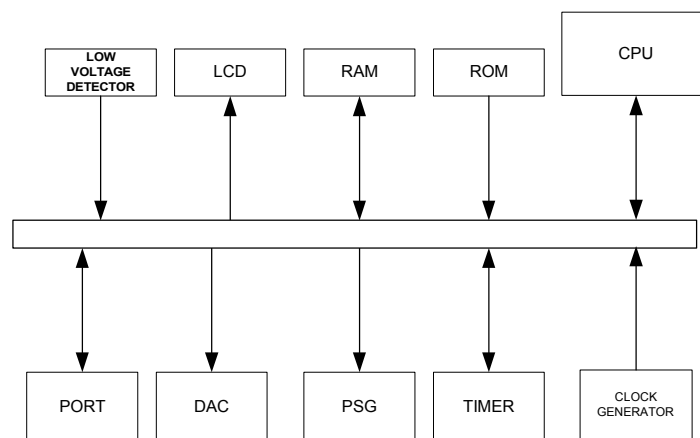 LOW
VOLTAGE
DETECTOR
LCD
RAM
ROM
CPU
PORT
DAC
PSG
TIMER
CLOCK
GENERATOR